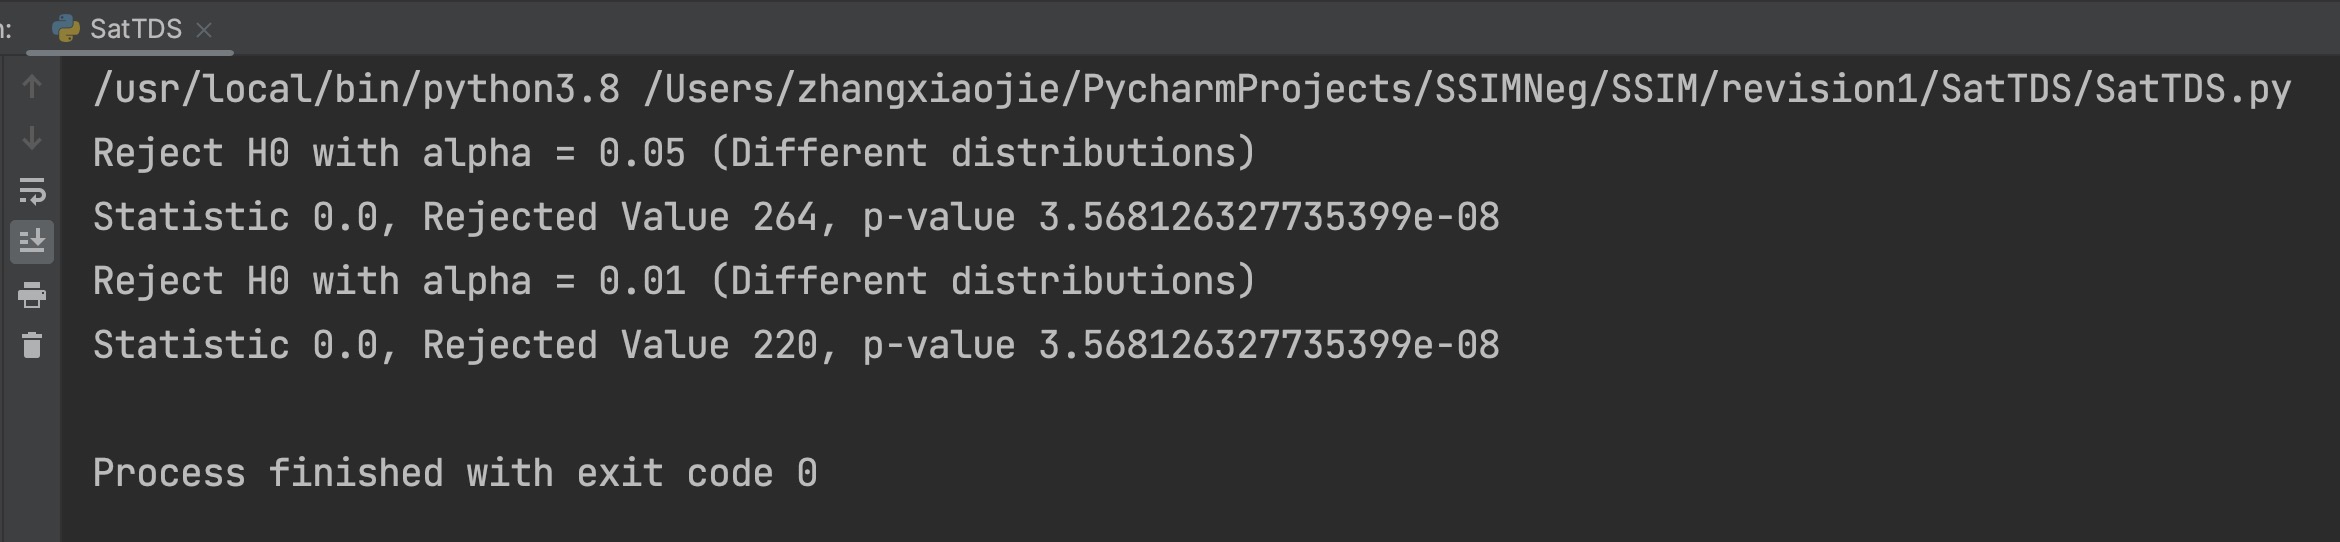 n:
SatTDS
/usr/local/bin/python3.8 /Users/zhangxiaojie/PycharmProjects/SSIMNeg/SSIM/revision1/SatTDS/SatTDS.py
Reject H0 with alpha = 0.05 (Different distributions)
Statistic 0.0, Rejected Value 264, p-value 3.568126327735399e-08
Reject H0 with alpha = 0.01 (Different distributions)
Statistic 0.0, Rejected Value 220, p-value 3.568126327735399e-08
Process finished with exit code 0